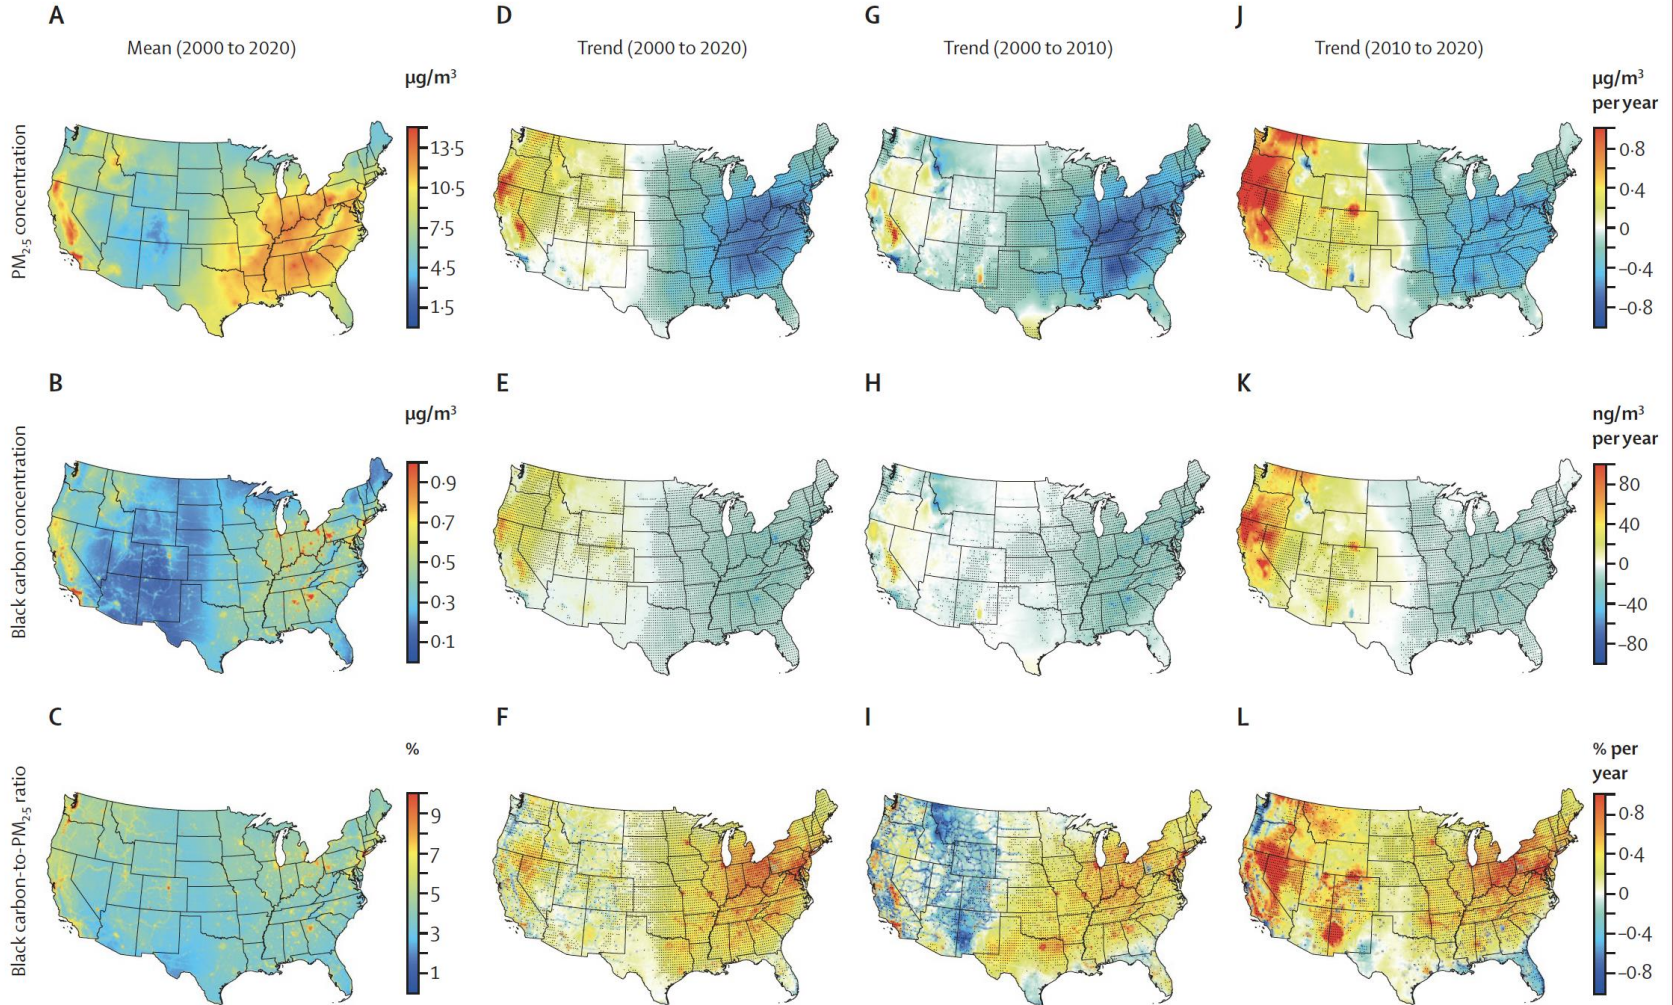 A
D
G
J
Mean (2000 to 2020)
Trend (2000 to 2020)
Trend (2000 to 2010)
Trend (2010 to 2020)
µg/m³
µg/m³
per year
PM₂·₅ concentration
13·5
10·5
7·5
4·5
1·5
0·8
0·4
0
–0·4
–0·8
B
E
H
K
µg/m³
ng/m³
per year
Black carbon concentration
0·9
0·7
0·5
0·3
0·1
80
40
0
–40
–80
C
F
I
L
%
% per
year
Black carbon-to-PM₂·₅ ratio
9
7
5
3
1
0·8
0·4
0
–0·4
–0·8